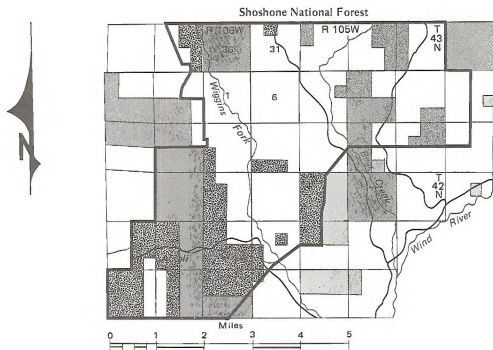 Shoshone National Forest
R 106W
R 105W
T
43
N
36
31
1
6
Wiggins
Fork
T
42
N
Creek
Wind River
Miles
0 1 2 3 4 5